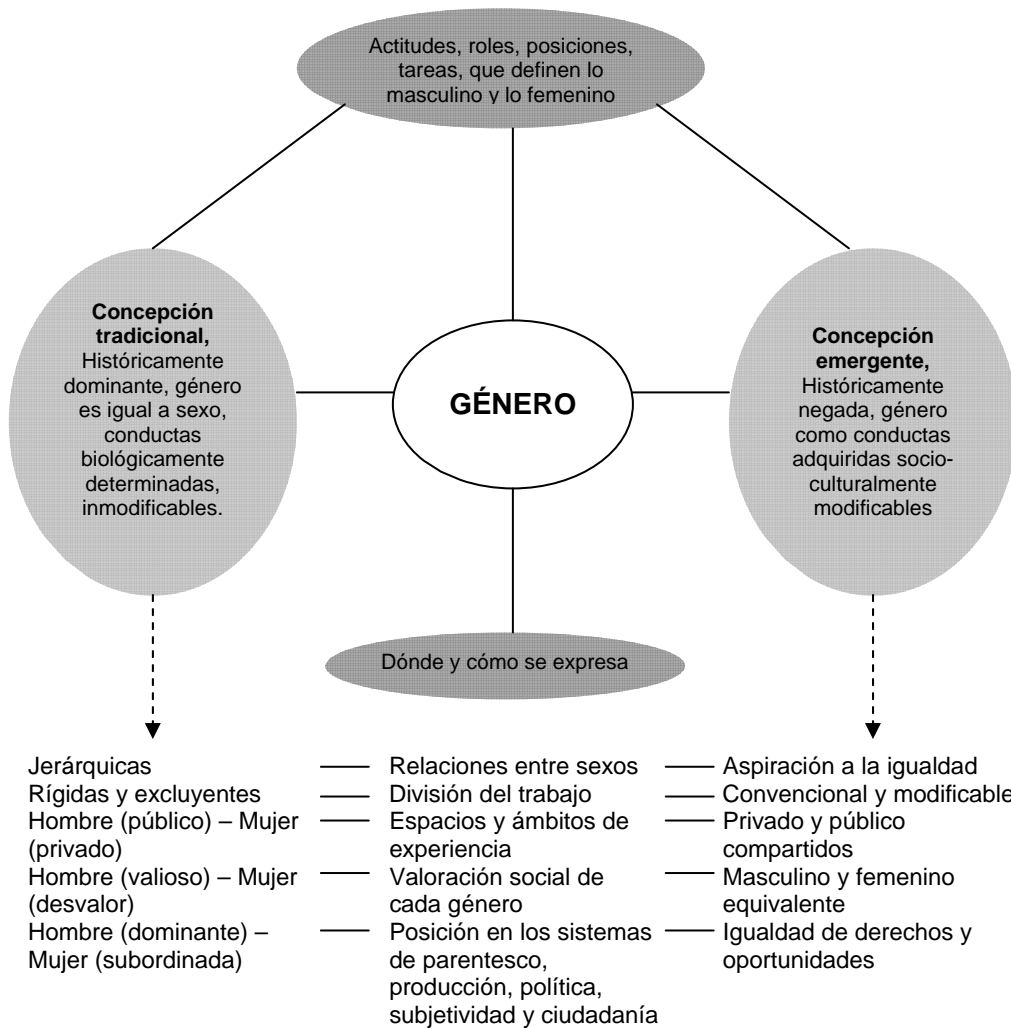 Actitudes, roles, posiciones,
tareas, que definen lo
masculino y lo femenino
Concepción
tradicional,
Históricamente
dominante, género
es igual a sexo,
conductas
biológicamente
determinadas,
inmodificables.
GÉNERO
Concepción
emergente,
Históricamente
negada, género
como conductas
adquiridas socio-
culturalmente
modificables
Dónde y cómo se expresa
Jerárquicas
Rígidas y excluyentes
Hombre (público) – Mujer
(privado)
Hombre (valioso) – Mujer
(desvalor)
Hombre (dominante) –
Mujer (subordinada)
Relaciones entre sexos
División del trabajo
Espacios y ámbitos de
experiencia
Valoración social de
cada género
Posición en los sistemas
de parentesco,
producción, política,
subjetividad y ciudadanía
Aspiración a la igualdad
Convencional y modificable
Privado y público
compartidos
Masculino y femenino
equivalente
Igualdad de derechos y
oportunidades